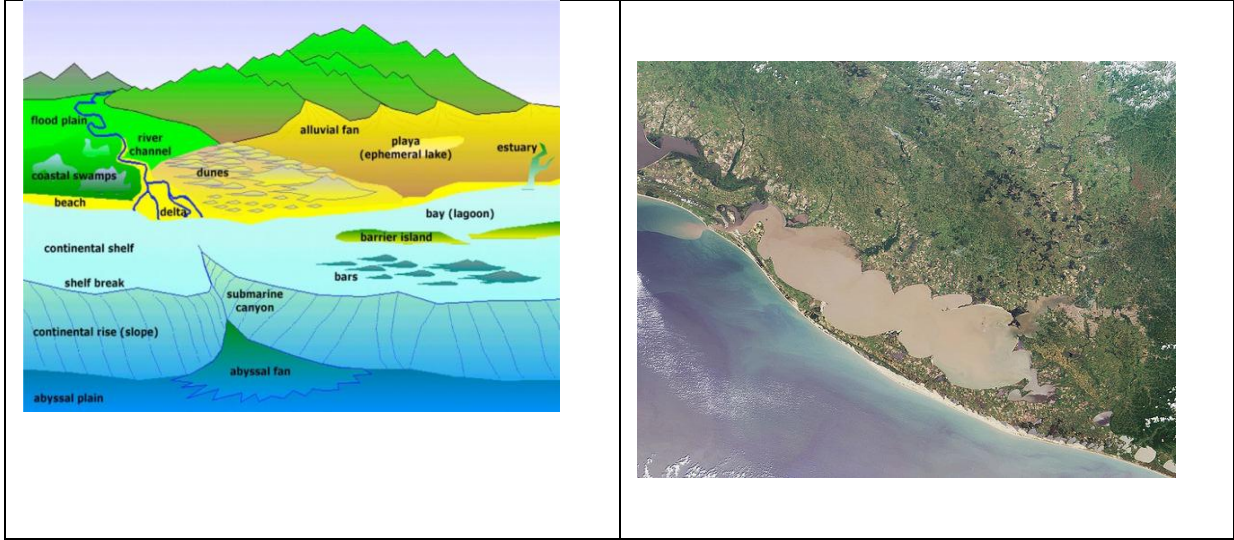 flood plain
river
channel
alluvial fan
playa
(ephemeral lake)
estuary
coastal swamps
dunes
beach
delta
bay (lagoon)
barrier island
continental shelf
bars
shelf break
submarine
canyon
continental rise (slope)
abyssal fan
abyssal plain